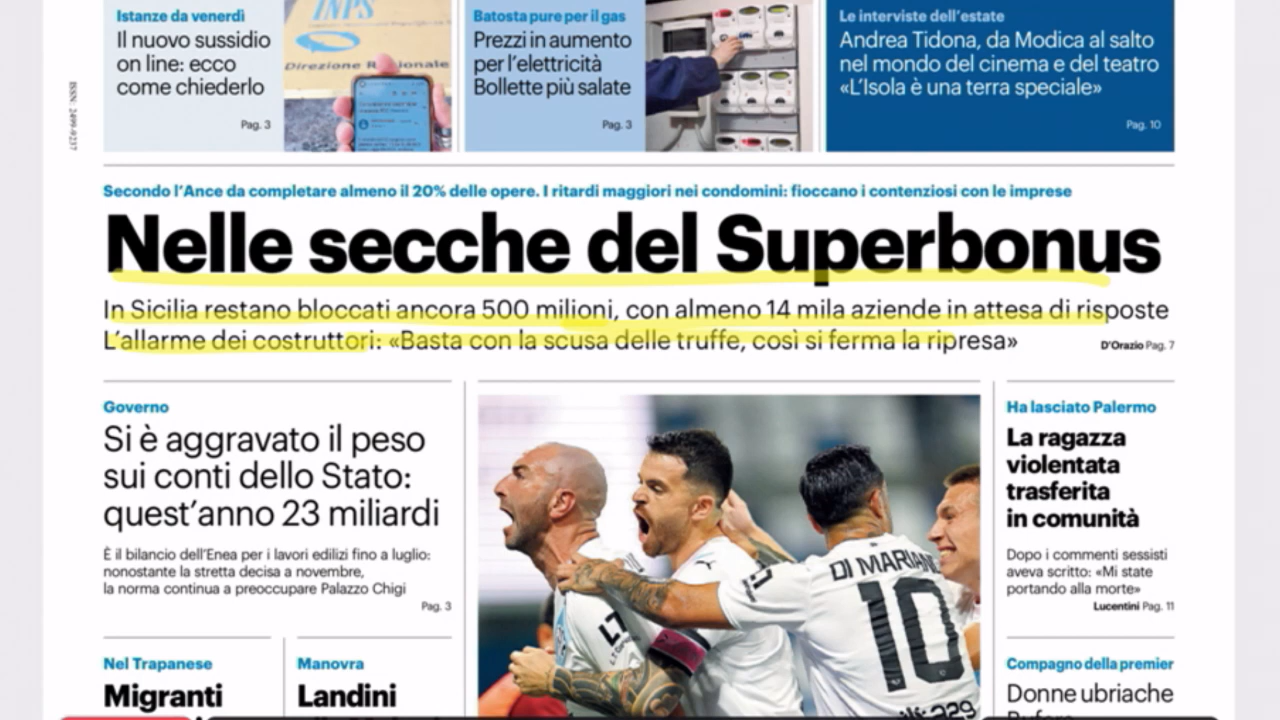 Istanze da venerdì
Il nuovo sussidio
on line: ecco
come chiederlo
Pag. 3
INPS
Direzione Regionale
Batosta pure per il gas
Prezzi in aumento
per l'elettricità
Bollette più salate
Pag. 3
Le interviste dell'estate
Andrea Tidona, da Modica al salto
nel mondo del cinema e del teatro
«L'Isola è una terra speciale»
Pag. 10
ISSN: 2499-0237
Secondo l'Ance da completare almeno il 20% delle opere. I ritardi maggiori nei condomini: fioccano i contenziosi con le imprese
Nelle secche del Superbonus
In Sicilia restano bloccati ancora 500 milioni, con almeno 14 mila aziende in attesa di risposte
L'allarme dei costruttori: «Basta con la scusa delle truffe, così si ferma la ripresa»
D'Orazio Pag. 7
Governo
Si è aggravato il peso
sui conti dello Stato:
quest'anno 23 miliardi
È il bilancio dell'Enea per i lavori edilizi fino a luglio:
nonostante la stretta decisa a novembre,
la norma continua a preoccupare Palazzo Chigi
Pag. 3
Nel Trapanese
Migranti
Manovra
Landini
DI MARIANO
10
Ha lasciato Palermo
La ragazza
violentata
trasferita
in comunità
Dopo i commenti sessisti
aveva scritto: «Mi state
portando alla morte»
Lucentini Pag. 11
Compagno della premier
Donne ubriache